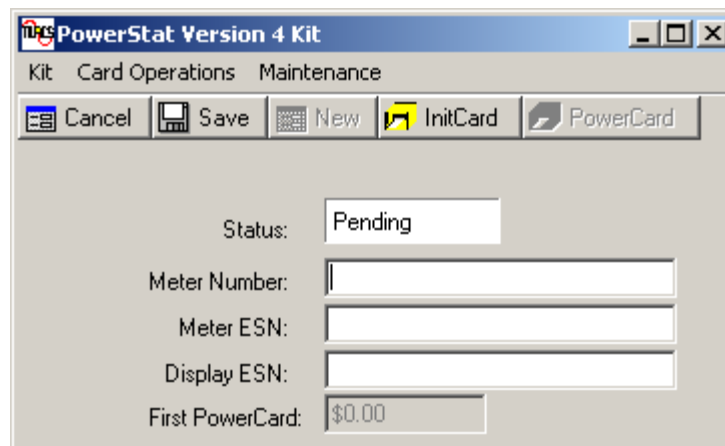 TWACS PowerStat Version 4 Kit
Kit Card Operations Maintenance
Cancel Save New InitCard PowerCard
Status: Pending
Meter Number:
Meter ESN:
Display ESN:
First PowerCard: $0.00